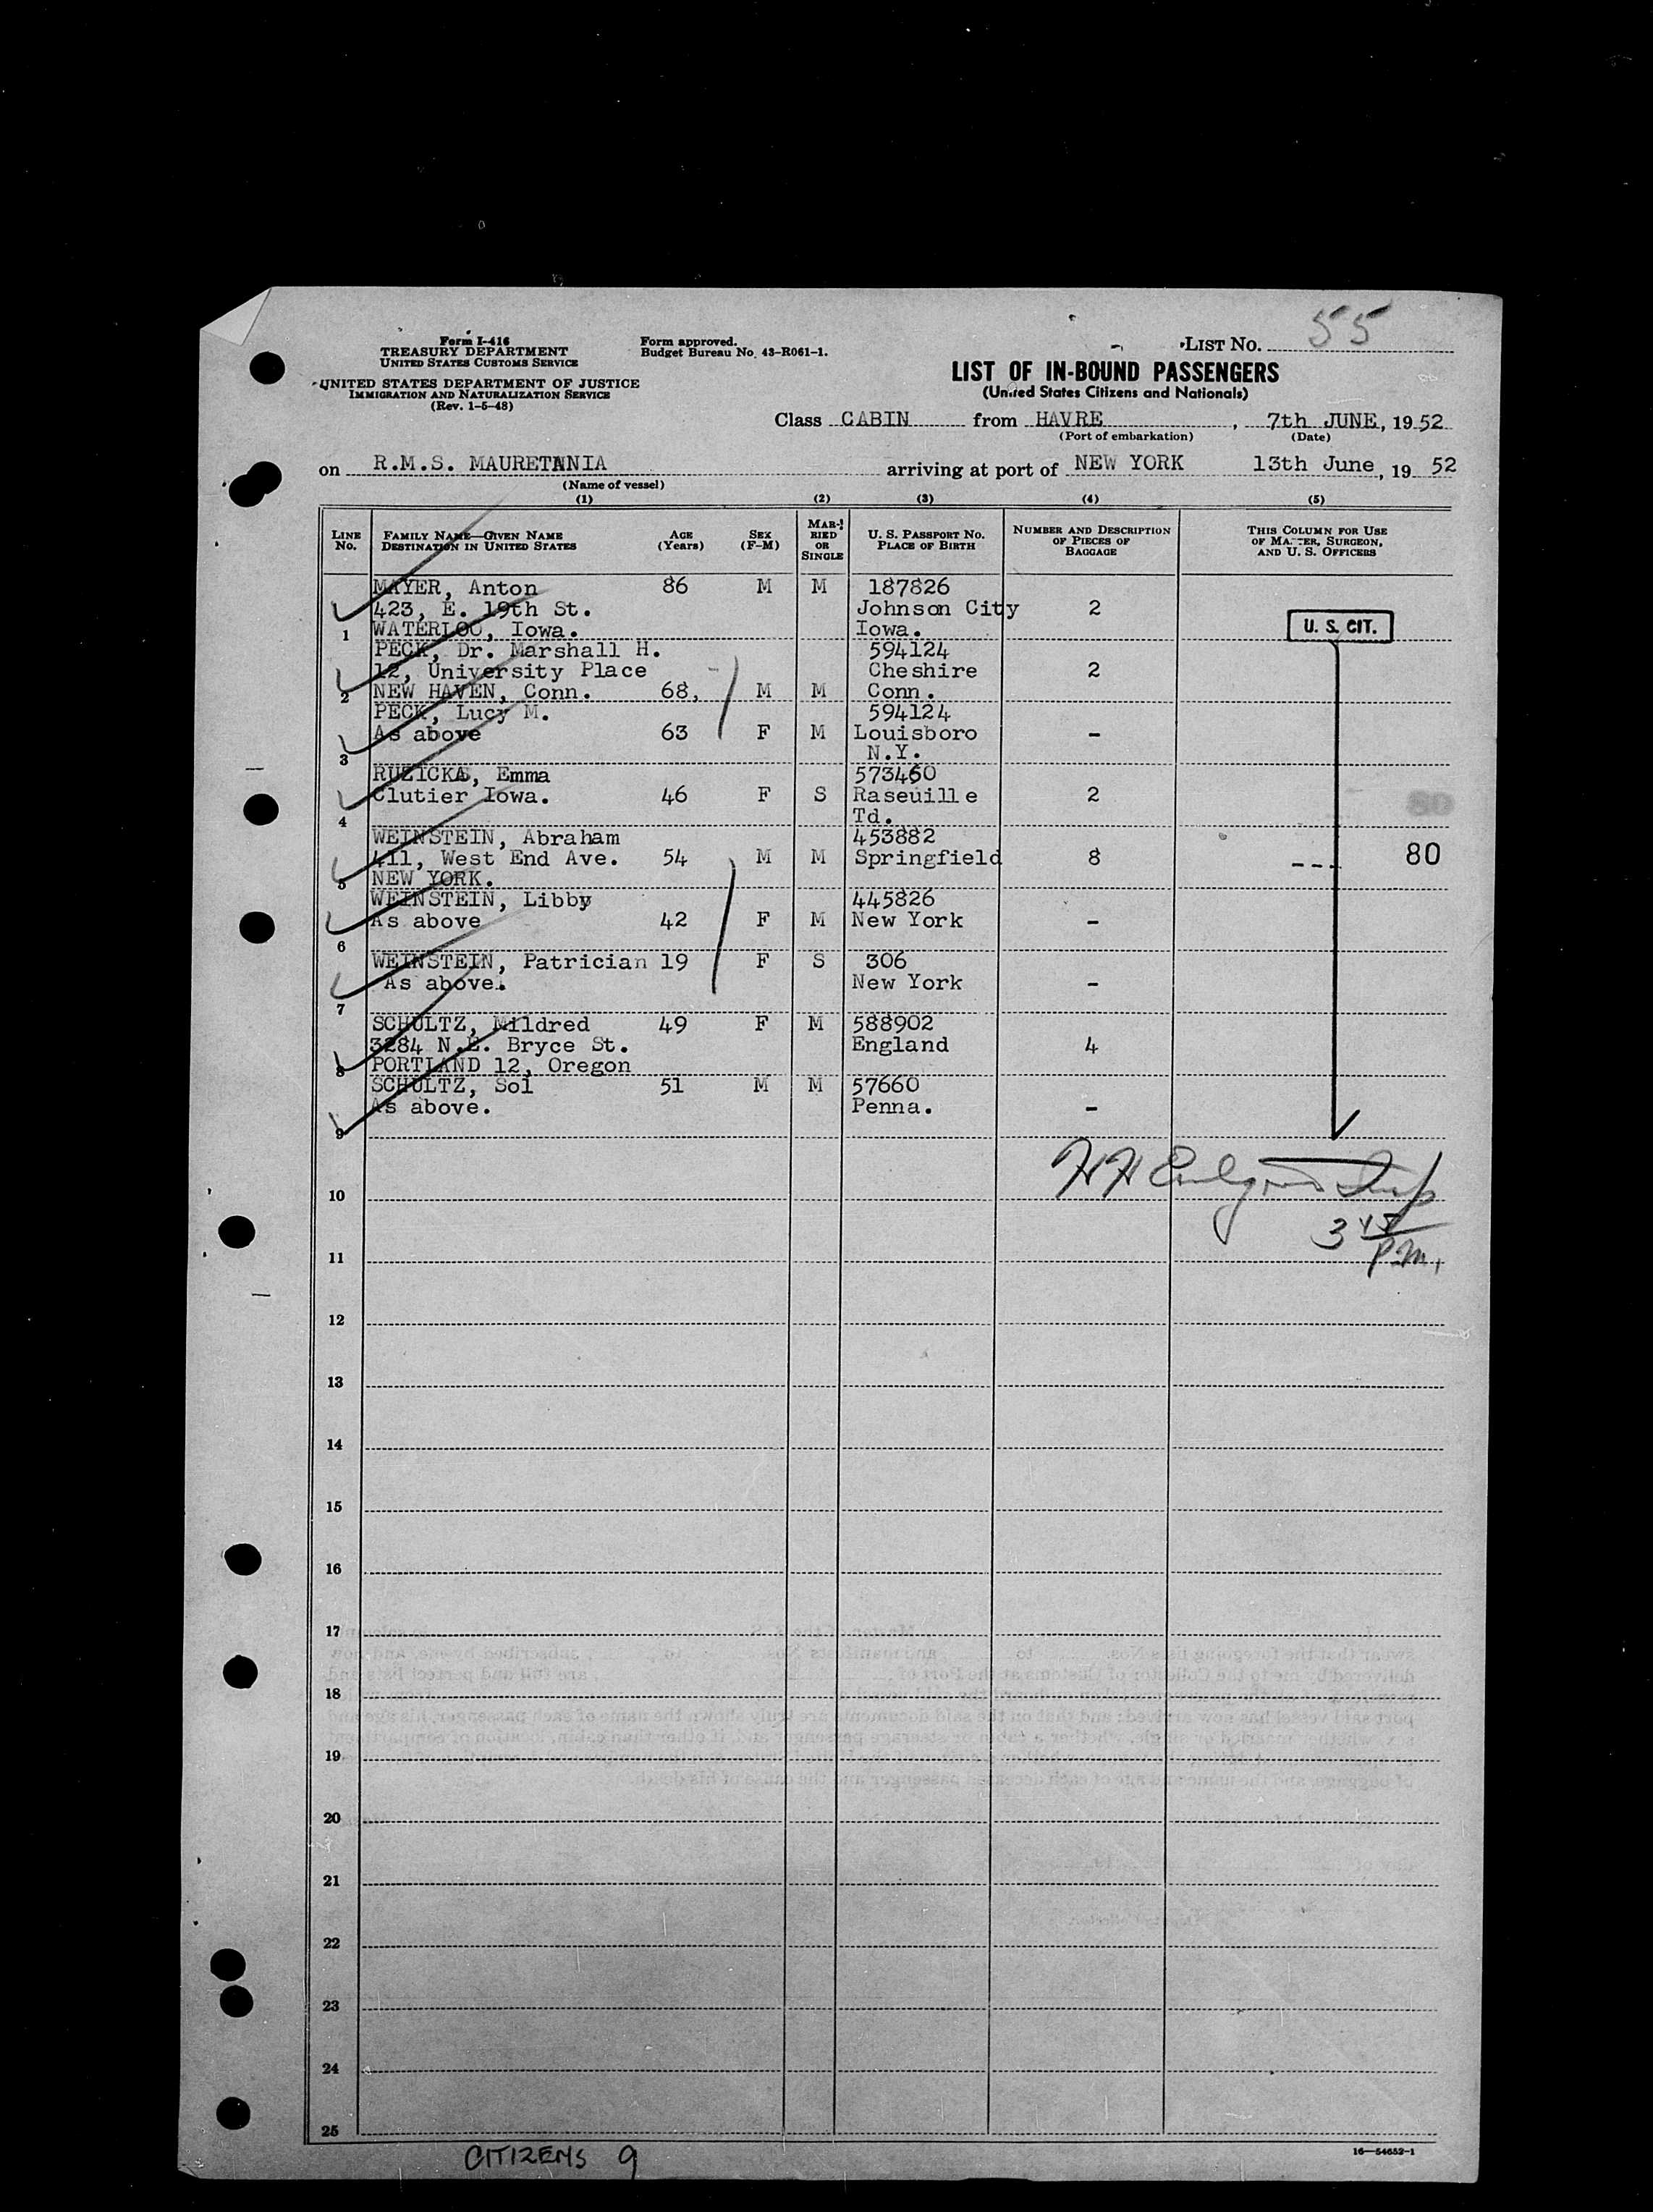 55
Form I-416
TREASURY DEPARTMENT
UNITED STATES CUSTOMS SERVICE
UNITED STATES DEPARTMENT OF JUSTICE
IMMIGRATION AND NATURALIZATION SERVICE
(Rev. 1-5-48)
Form approved.
Budget Bureau No. 43-R061-1.
LIST No.
LIST OF IN-BOUND PASSENGERS
(United States Citizens and Nationals)
Class CABIN from HAVRE, 7th JUNE, 1952
(Port of embarkation) (Date)
on R.M.S. MAURETANIA arriving at port of NEW YORK 13th June, 19 52
(Name of vessel)
(1) (2) (3) (4) (5)
LINE No. FAMILY NAME—GIVEN NAME DESTINATION IN UNITED STATES AGE (Years) SEX (F-M) MARRIED OR SINGLE U. S. PASSPORT No. PLACE OF BIRTH NUMBER AND DESCRIPTION OF PIECES OF BAGGAGE THIS COLUMN FOR USE OF MASTER, SURGEON, AND U. S. OFFICERS
MAYER, Anton 86 M M 187826
423, E. 19th St. Johnson City 2
1 WATERLOO, Iowa. Iowa. U. S. CIT.
PECK, Dr. Marshall H. 594124
12, University Place Cheshire 2
2 NEW HAVEN, Conn. 68, M M Conn.
PECK, Lucy M. 594124
As above 63 F M Louisboro -
3 N.Y.
RUZICKA, Emma 573460
Clutier Iowa. 46 F S Raseuille 2
4 Td. 80
WEINSTEIN, Abraham 453882
411, West End Ave. 54 M M Springfield 8 --- 80
5 NEW YORK.
WEINSTEIN, Libby 445826
As above 42 F M New York -
6
WEINSTEIN, Patrician 19 F S 306
As above. New York -
7
SCHULTZ, Mildred 49 F M 588902
3284 N.E. Bryce St. England 4
8 PORTLAND 12, Oregon
SCHULTZ, Sol 51 M M 57660
As above. Penna. -
9
10
3 45
P.M.
11
12
13
14
15
16
17
18
19
20
21
22
23
24
25
16—54652-1
CITIZENS 9